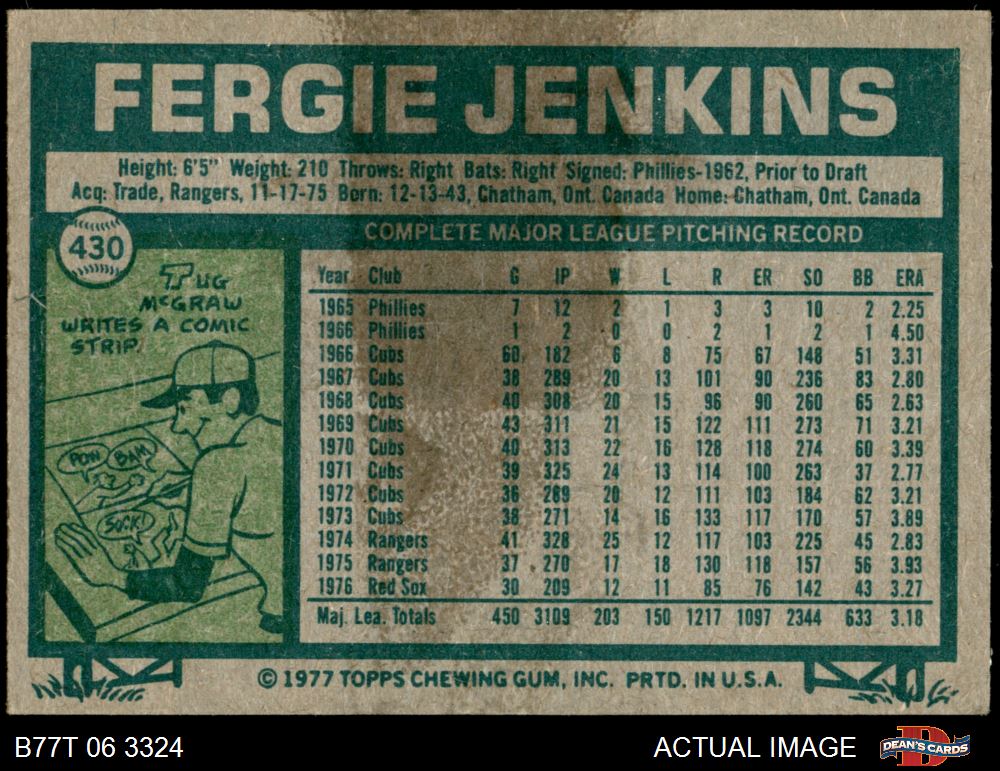 FERGIE JENKINS
Height: 6'5" Weight: 210 Throws: Right Bats: Right Signed: Phillies-1962, Prior to Draft
Acq: Trade, Rangers, 11-17-75 Born: 12-13-43, Chatham, Ont. Canada Home: Chatham, Ont. Canada
430
TUG
McGRAW
WRITES A COMIC
STRIP.
POW BAM
SOCK!
COMPLETE MAJOR LEAGUE PITCHING RECORD
Year Club G IP W L R ER SO BB ERA
1965 Phillies 7 12 2 1 3 3 10 2 2.25
1966 Phillies 1 2 0 0 2 1 2 1 4.50
1966 Cubs 60 182 6 8 75 67 148 51 3.31
1967 Cubs 38 289 20 13 101 90 236 83 2.80
1968 Cubs 40 308 20 15 96 90 260 65 2.63
1969 Cubs 43 311 21 15 122 111 273 71 3.21
1970 Cubs 40 313 22 16 128 118 274 60 3.39
1971 Cubs 39 325 24 13 114 100 263 37 2.77
1972 Cubs 36 289 20 12 111 103 184 62 3.21
1973 Cubs 38 271 14 16 133 117 170 57 3.89
1974 Rangers 41 328 25 12 117 103 225 45 2.83
1975 Rangers 37 270 17 18 130 118 157 56 3.93
1976 Red Sox 30 209 12 11 85 76 142 43 3.27
Maj. Lea. Totals 450 3109 203 150 1217 1097 2344 633 3.18
© 1977 TOPPS CHEWING GUM, INC. PRTD. IN U.S.A.
B77T 06 3324
ACTUAL IMAGE
DEAN'S CARDS